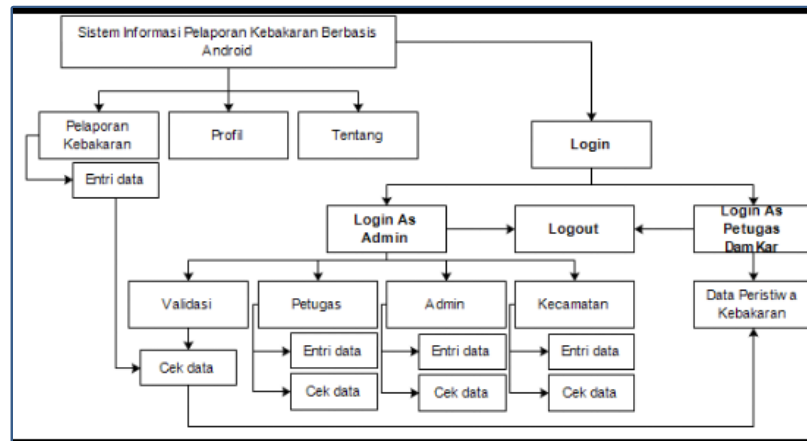 Sistem Informasi Pelaporan Kebakaran Berbasis
Android
Pelaporan
Kebakaran
Profil
Tentang
Login
Entri data
Login As
Admin
Logout
Login As
Petugas
DamKar
Validasi
Petugas
Admin
Kecamatan
Data Peristiwa
Kebakaran
Entri data
Entri data
Entri data
Cek data
Cek data
Cek data
Cek data